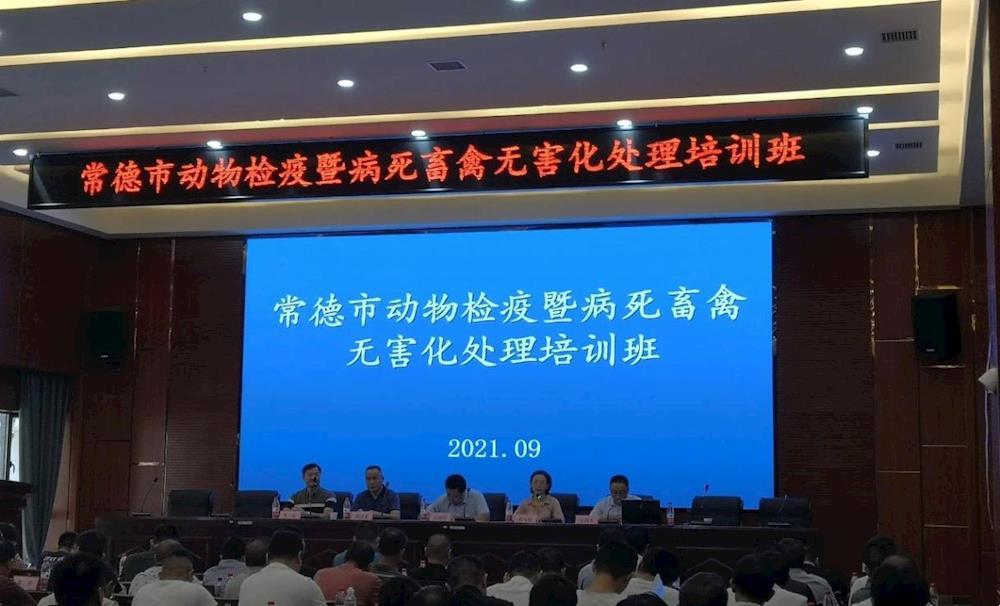 常德市动物检疫暨病死畜禽无害化处理培训班
常德市动物检疫暨病死畜禽
无害化处理培训班
2021.09